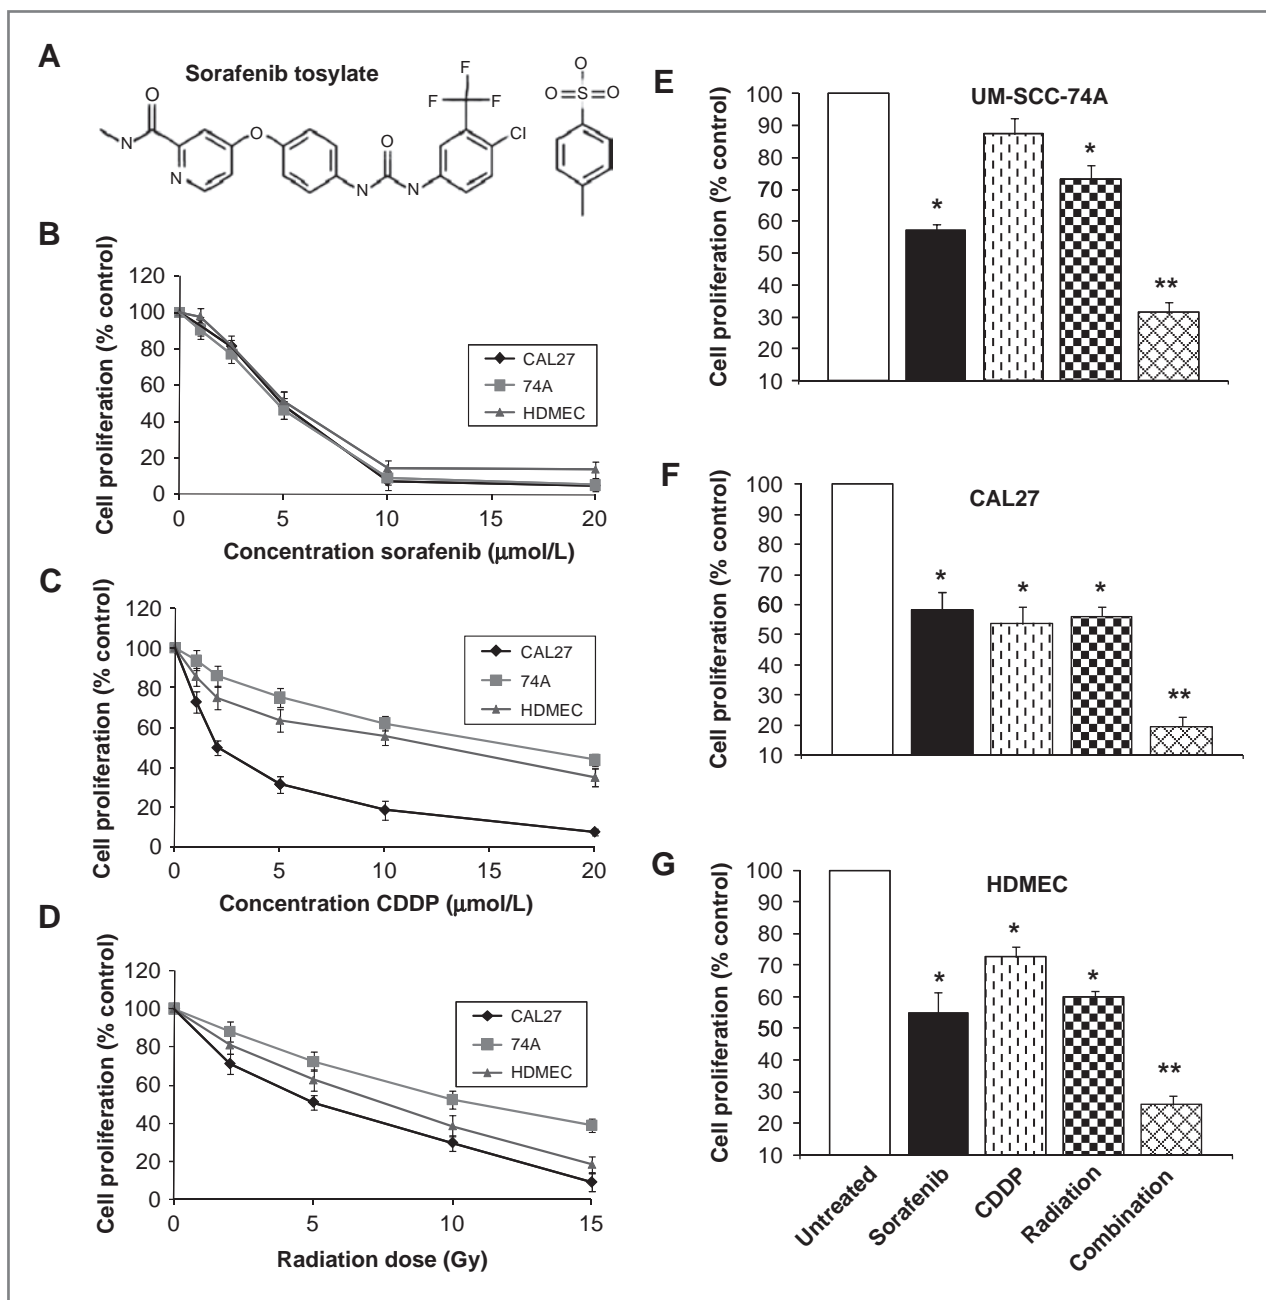 A
Sorafenib tosylate
O
N
N
O
N
O
N
F
F
F
Cl
O
O
S
O
B
Cell proliferation (% control)
120
100
80
60
40
20
0
0
5
10
15
20
CAL27
74A
HDMEC
Concentration sorafenib (μmol/L)
C
Cell proliferation (% control)
120
100
80
60
40
20
0
0
5
10
15
20
CAL27
74A
HDMEC
Concentration CDDP (μmol/L)
D
Cell proliferation (% control)
120
100
80
60
40
20
0
0
5
10
15
CAL27
74A
HDMEC
Radiation dose (Gy)
E
UM-SCC-74A
Cell proliferation (% control)
100
90
80
70
60
50
40
30
20
10
*
*
**
F
CAL27
Cell proliferation (% control)
100
90
80
70
60
50
40
30
20
10
*
*
*
**
G
HDMEC
Cell proliferation (% control)
100
90
80
70
60
50
40
30
20
10
*
*
*
**
Untreated
Sorafenib
CDDP
Radiation
Combination